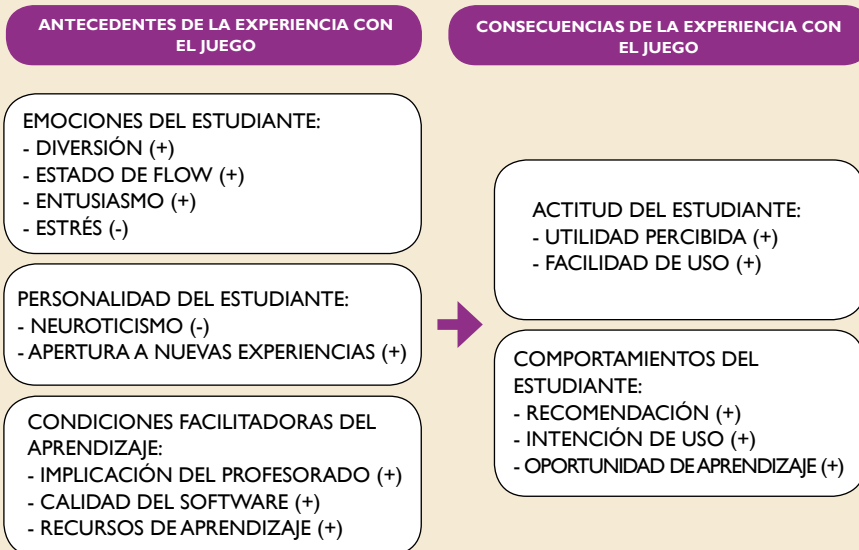 ANTECEDENTES DE LA EXPERIENCIA CON
EL JUEGO
EMOCIONES DEL ESTUDIANTE:
- DIVERSIÓN (+)
- ESTADO DE FLOW (+)
- ENTUSIASMO (+)
- ESTRÉS (-)
PERSONALIDAD DEL ESTUDIANTE:
- NEUROTICISMO (-)
- APERTURA A NUEVAS EXPERIENCIAS (+)
CONDICIONES FACILITADORAS DEL
APRENDIZAJE:
- IMPLICACIÓN DEL PROFESORADO (+)
- CALIDAD DEL SOFTWARE (+)
- RECURSOS DE APRENDIZAJE (+)
CONSECUENCIAS DE LA EXPERIENCIA CON
EL JUEGO
ACTITUD DEL ESTUDIANTE:
- UTILIDAD PERCIBIDA (+)
- FACILIDAD DE USO (+)
COMPORTAMIENTOS DEL
ESTUDIANTE:
- RECOMENDACIÓN (+)
- INTENCIÓN DE USO (+)
- OPORTUNIDAD DE APRENDIZAJE (+)